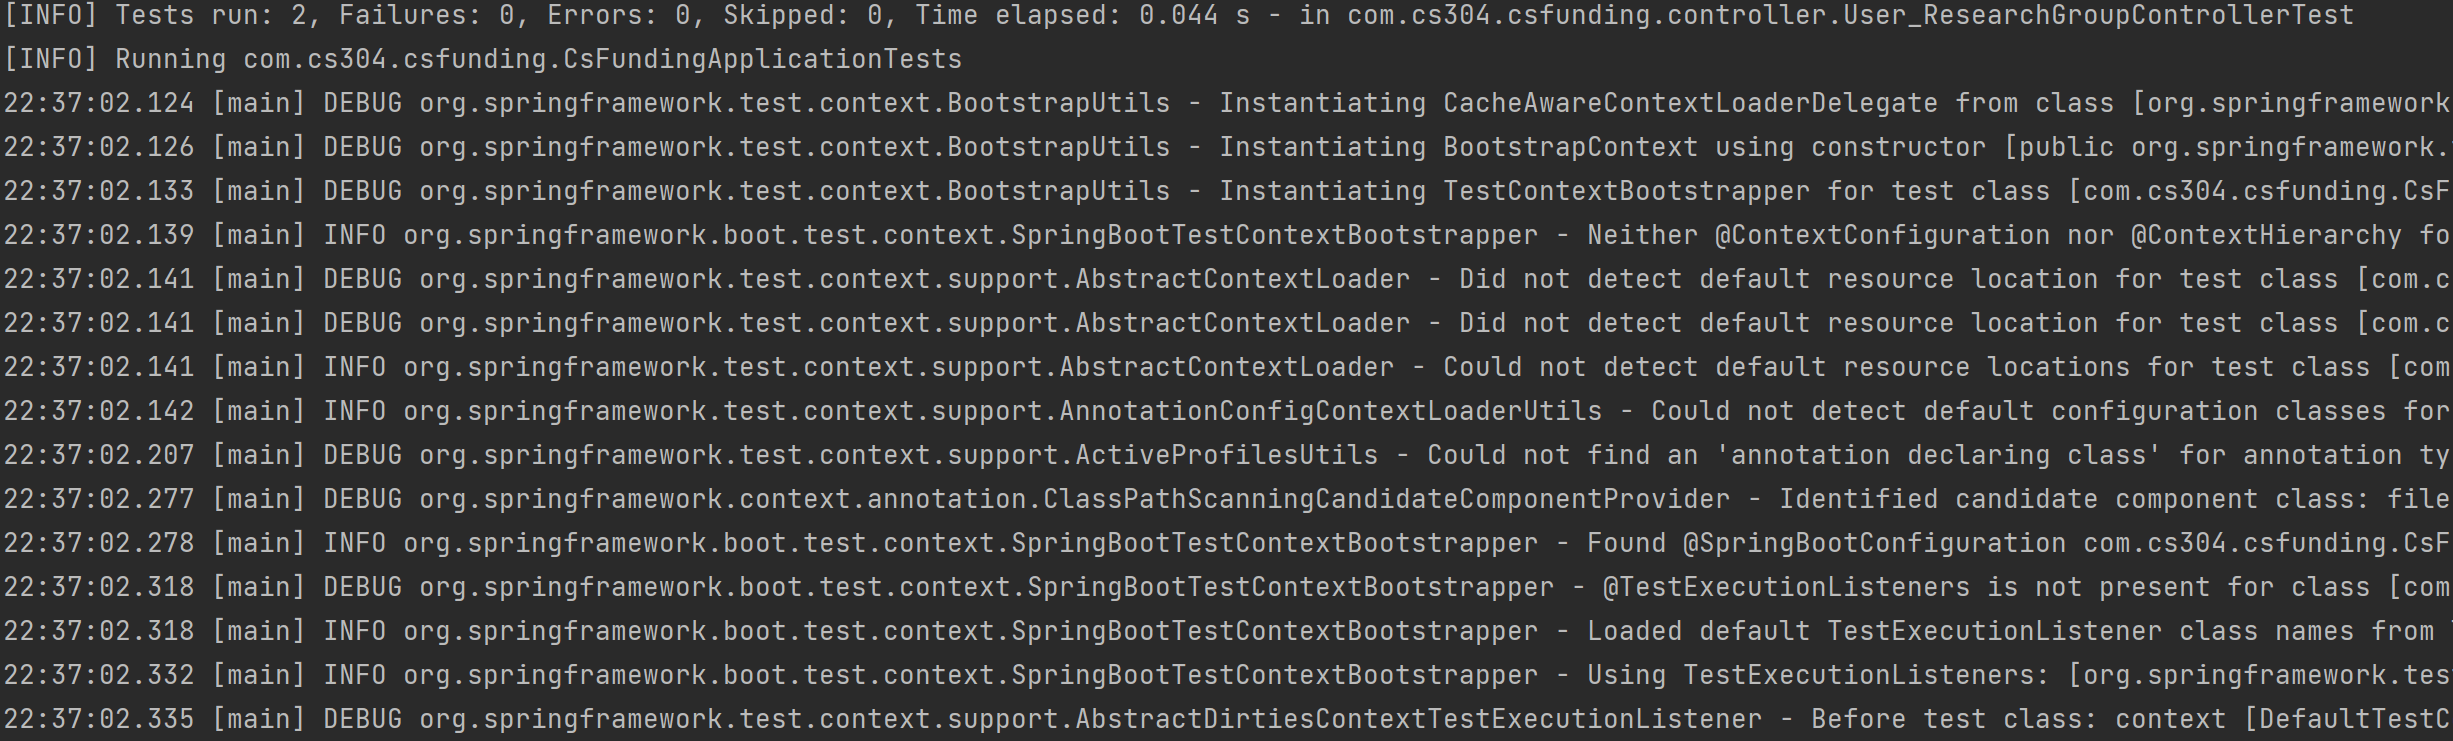 [INFO] Tests run: 2, Failures: 0, Errors: 0, Skipped: 0, Time elapsed: 0.044 s - in com.cs304.csfunding.controller.User_ResearchGroupControllerTest
[INFO] Running com.cs304.csfunding.CsFundingApplicationTests
22:37:02.124 [main] DEBUG org.springframework.test.context.BootstrapUtils - Instantiating CacheAwareContextLoaderDelegate from class [org.springframework
22:37:02.126 [main] DEBUG org.springframework.test.context.BootstrapUtils - Instantiating BootstrapContext using constructor [public org.springframework.
22:37:02.133 [main] DEBUG org.springframework.test.context.BootstrapUtils - Instantiating TestContextBootstrapper for test class [com.cs304.csfunding.CsF
22:37:02.139 [main] INFO org.springframework.boot.test.context.SpringBootTestContextBootstrapper - Neither @ContextConfiguration nor @ContextHierarchy fo
22:37:02.141 [main] DEBUG org.springframework.test.context.support.AbstractContextLoader - Did not detect default resource location for test class [com.c
22:37:02.141 [main] DEBUG org.springframework.test.context.support.AbstractContextLoader - Did not detect default resource location for test class [com.c
22:37:02.141 [main] INFO org.springframework.test.context.support.AbstractContextLoader - Could not detect default resource locations for test class [com
22:37:02.142 [main] INFO org.springframework.test.context.support.AnnotationConfigContextLoaderUtils - Could not detect default configuration classes for
22:37:02.207 [main] DEBUG org.springframework.test.context.support.ActiveProfilesUtils - Could not find an 'annotation declaring class' for annotation ty
22:37:02.277 [main] DEBUG org.springframework.context.annotation.ClassPathScanningCandidateComponentProvider - Identified candidate component class: file
22:37:02.278 [main] INFO org.springframework.boot.test.context.SpringBootTestContextBootstrapper - Found @SpringBootConfiguration com.cs304.csfunding.CsF
22:37:02.318 [main] DEBUG org.springframework.boot.test.context.SpringBootTestContextBootstrapper - @TestExecutionListeners is not present for class [com
22:37:02.318 [main] INFO org.springframework.boot.test.context.SpringBootTestContextBootstrapper - Loaded default TestExecutionListener class names from
22:37:02.332 [main] INFO org.springframework.boot.test.context.SpringBootTestContextBootstrapper - Using TestExecutionListeners: [org.springframework.tes
22:37:02.335 [main] DEBUG org.springframework.test.context.support.AbstractDirtiesContextTestExecutionListener - Before test class: context [DefaultTestC